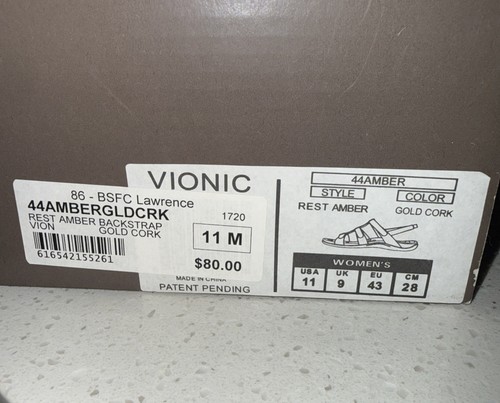 VIONIC
86 - BSFC Lawrence
44AMBERGLDCRK
REST AMBER BACKSTRAP
1720
VION GOLD CORK
11 M
616542155261
$80.00
MADE IN CHINA
PATENT PENDING
44AMBER
STYLE COLOR
REST AMBER GOLD CORK
WOMEN'S
USA UK EU CM
11 9 43 28